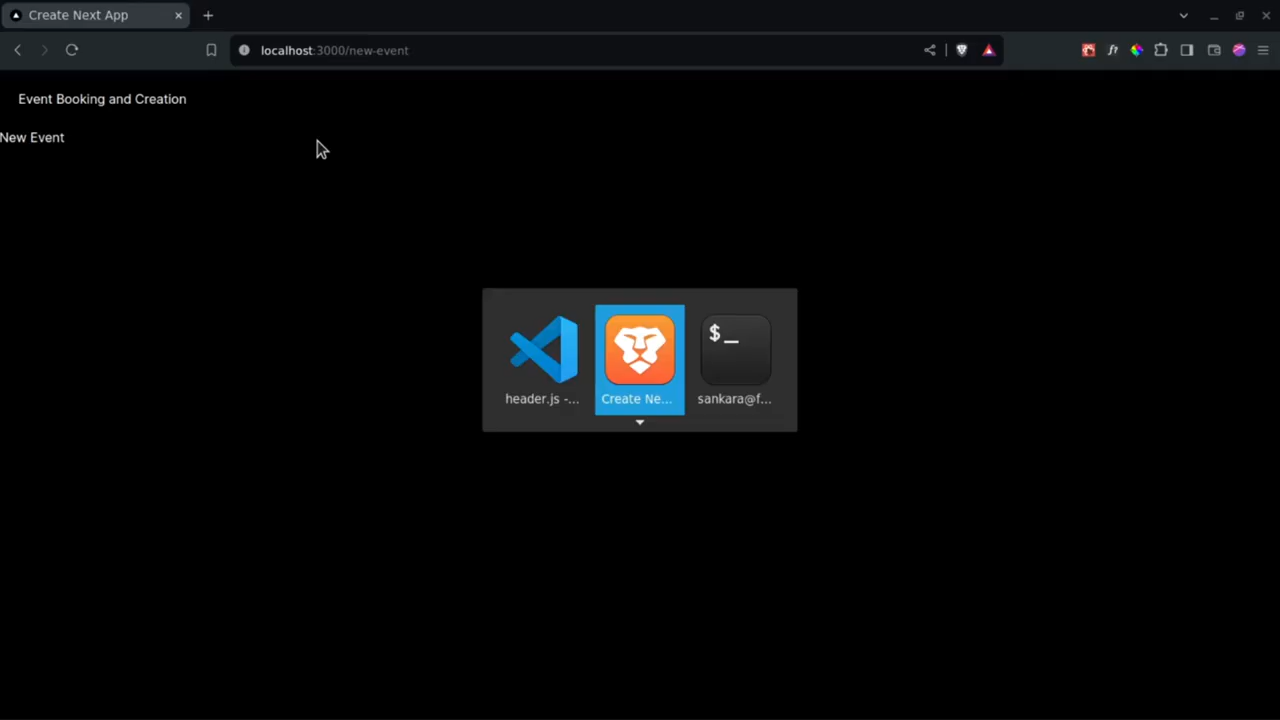 Create Next App
localhost:3000/new-event
Event Booking and Creation
New Event
$_
header.js -...
Create Ne...
sankara@f...